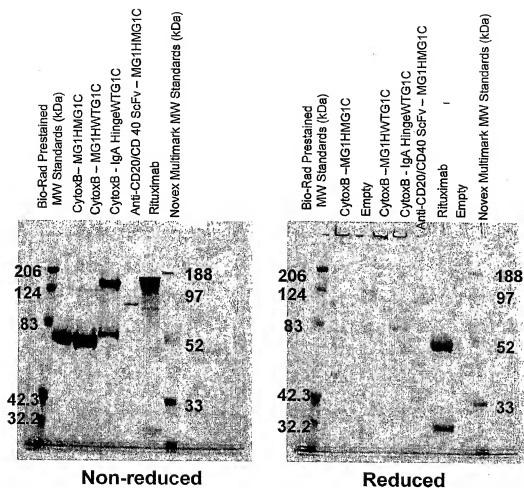 Bio-Rad Prestained
MW Standards (kDa)
CytoxB– MG1HMG1C
CytoxB – MG1HWTG1C
CytoxB - IgA HingeWTG1C
Anti-CD20/CD 40 ScFv – MG1HMG1C
Rituximab
Novex Multimark MW Standards (kDa)
206
124
83
42.3
32.2
188
97
52
33
Non-reduced
Bio-Rad Prestained
MW Standards (kDa)
CytoxB –MG1HMG1C
Empty
CytoxB –MG1HWTG1C
CytoxB - IgA HingeWTG1C
Anti-CD20/CD40 ScFv – MG1HMG1C
Rituximab
Empty
Novex Multimark MW Standards (kDa)
206
124
83
42.3
32.2
188
97
52
33
Reduced